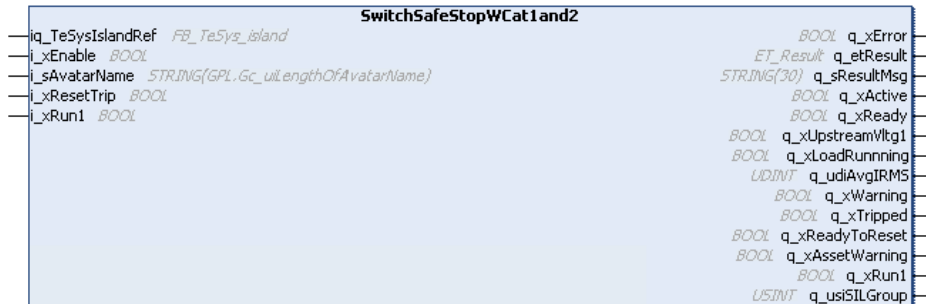 SwitchSafeStopWCat1and2
iq_TeSysIslandRef FB_TeSys_island BOOL q_xError
i_xEnable BOOL ET_Result q_etResult
i_sAvatarName STRING(GPL.Gc_uiLengthOfAvatarName) STRING(30) q_sResultMsg
i_xResetTrip BOOL BOOL q_xActive
i_xRun1 BOOL BOOL q_xReady
BOOL q_xUpstreamVltg1
BOOL q_xLoadRunnning
UDINT q_udiAvgIRMS
BOOL q_xWarning
BOOL q_xTripped
BOOL q_xReadyToReset
BOOL q_xAssetWarning
BOOL q_xRun1
USINT q_usiSILGroup